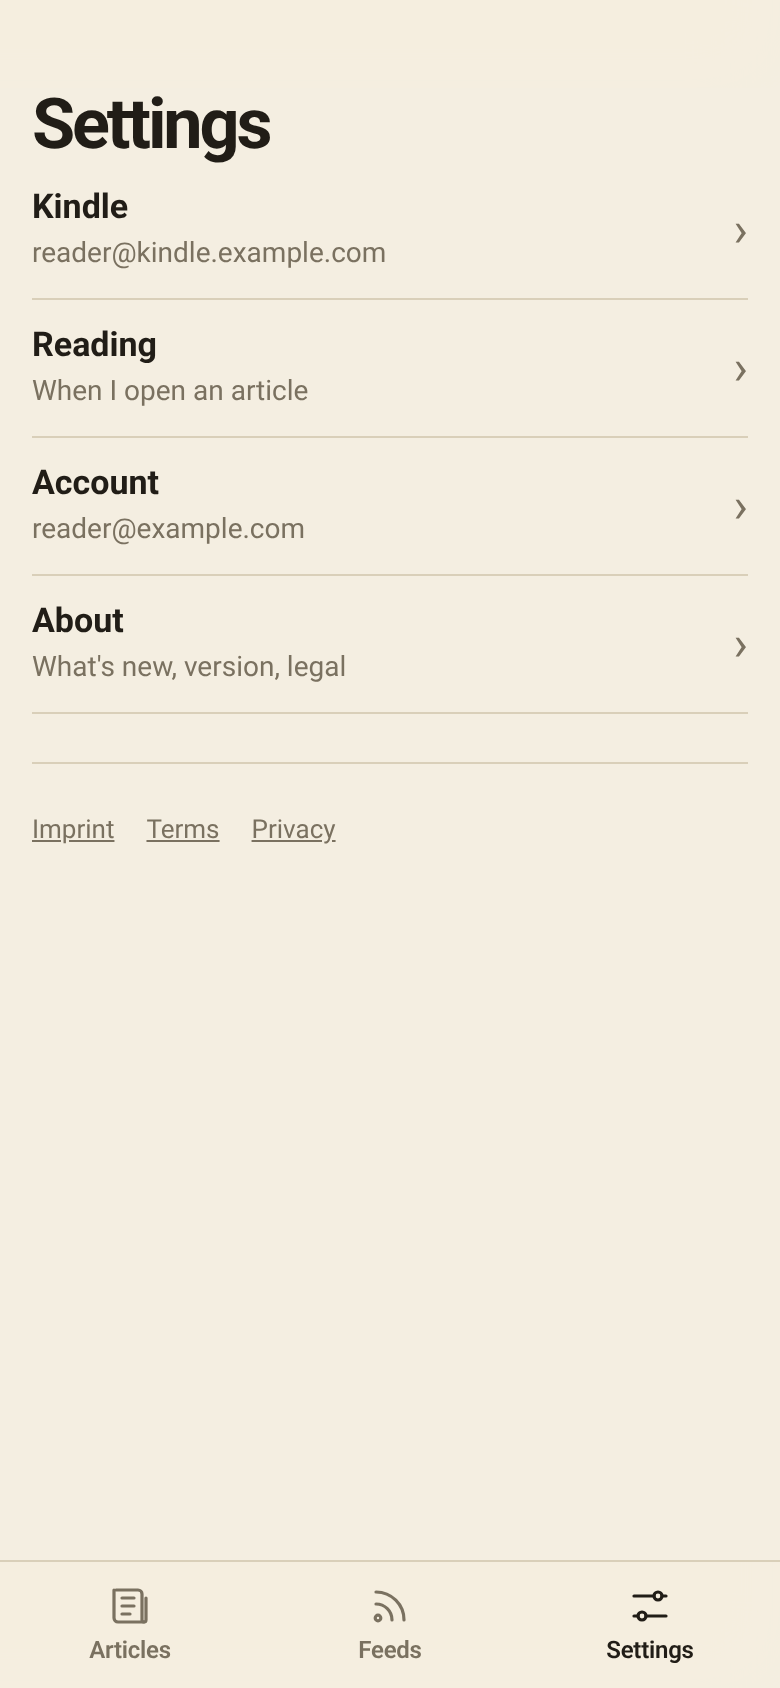 Settings
Kindle
reader@kindle.example.com
Reading
When I open an article
Account
reader@example.com
About
What's new, version, legal
Imprint Terms Privacy
Articles Feeds Settings